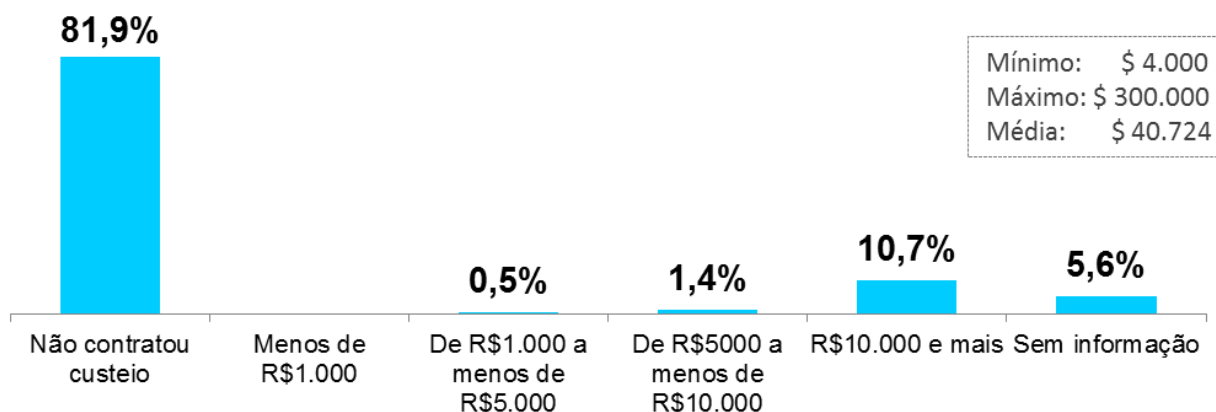 81,9%
Mínimo: $ 4.000
Máximo: $ 300.000
Média: $ 40.724
0,5%
1,4%
10,7%
5,6%
Não contratou
custeio
Menos de
R$1.000
De R$1.000 a
menos de
R$5.000
De R$5000 a
menos de
R$10.000
R$10.000 e mais
Sem informação